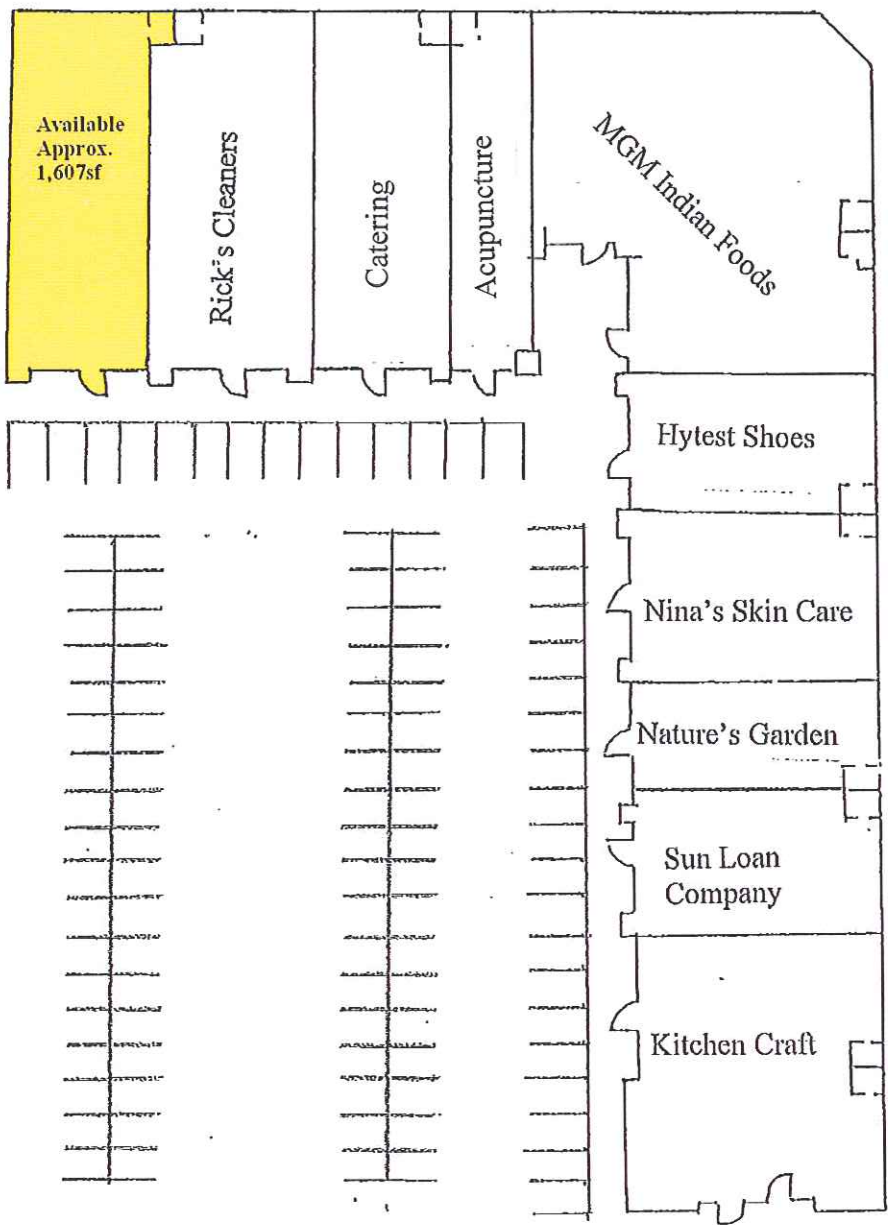 Available
Approx.
1,607sf
Rick's Cleaners
Catering
Acupuncture
MGM Indian Foods
Hytest Shoes
Nina's Skin Care
Nature's Garden
Sun Loan
Company
Kitchen Craft